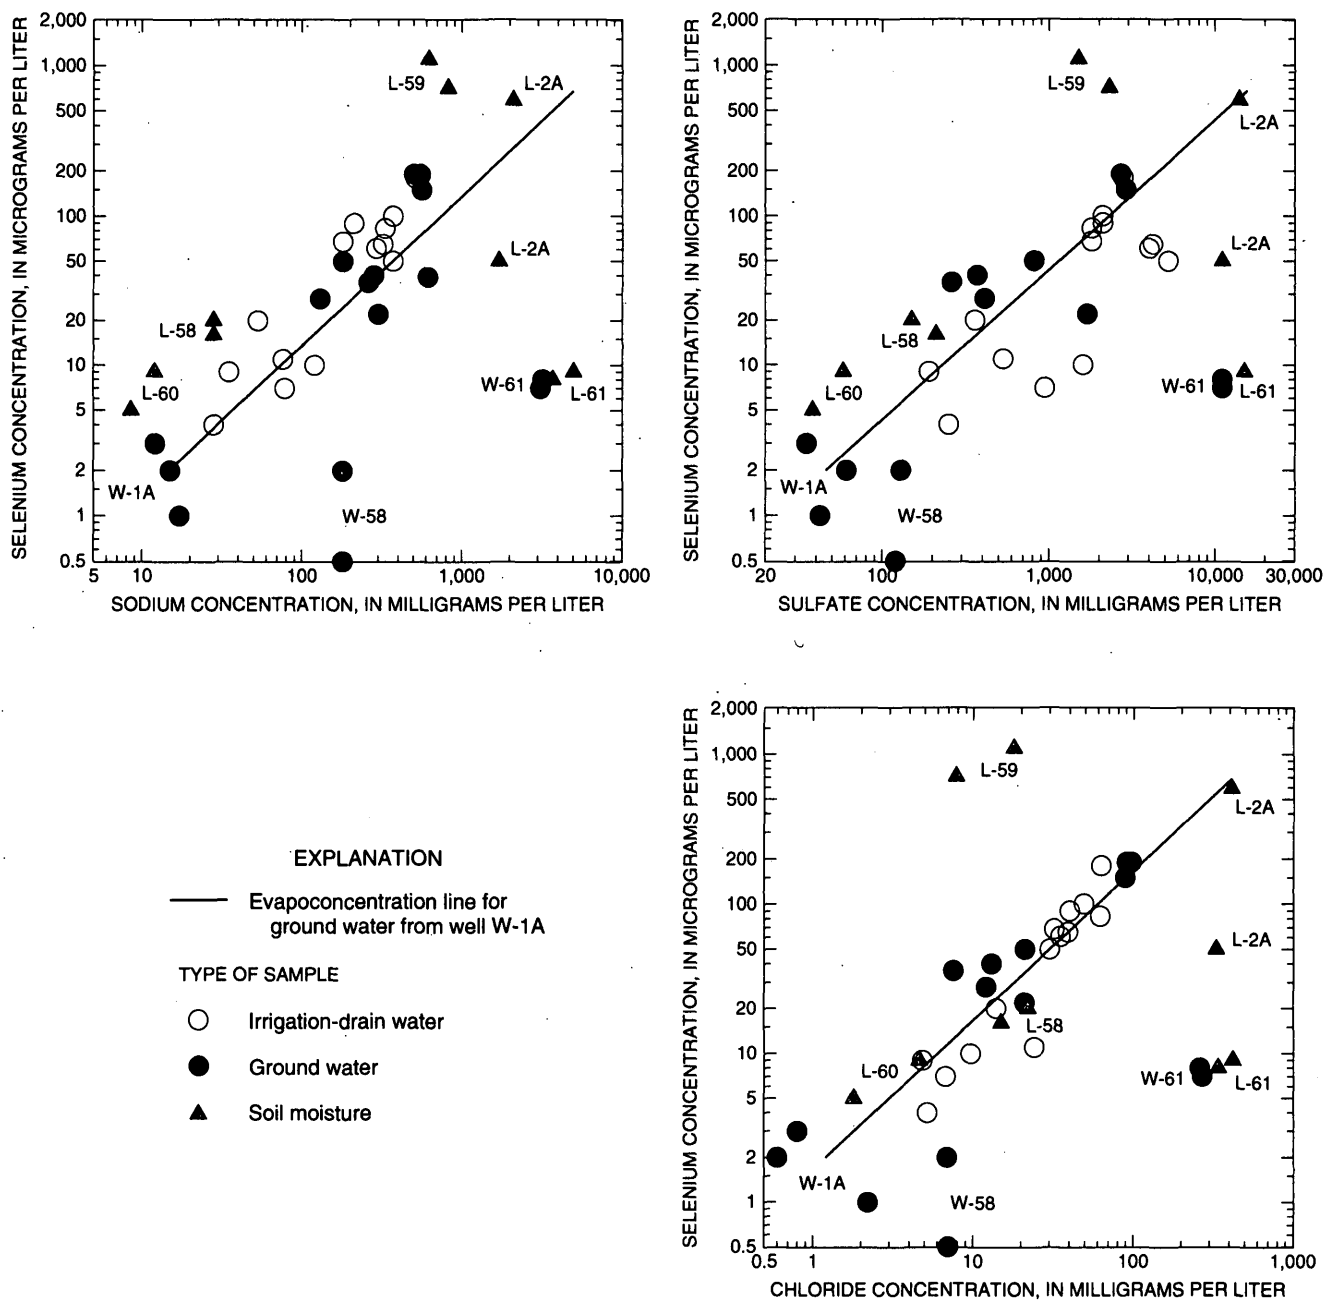 SELENIUM CONCENTRATION, IN MICROGRAMS PER LITER
2,000
1,000
500
200
100
50
20
10
5
2
1
0.5
L-59
L-2A
L-2A
L-58
L-60
W-61
L-61
W-1A
W-58
5 10 100 1,000 10,000
SODIUM CONCENTRATION, IN MILLIGRAMS PER LITER
SELENIUM CONCENTRATION, IN MICROGRAMS PER LITER
2,000
1,000
500
200
100
50
20
10
5
2
1
0.5
L-59
L-2A
L-2A
L-58
L-60
W-61
L-61
W-1A
W-58
20 100 1,000 10,000 30,000
SULFATE CONCENTRATION, IN MILLIGRAMS PER LITER
EXPLANATION
Evapoconcentration line for
ground water from well W-1A
TYPE OF SAMPLE
Irrigation-drain water
Ground water
Soil moisture
SELENIUM CONCENTRATION, IN MICROGRAMS PER LITER
2,000
1,000
500
200
100
50
20
10
5
2
1
0.5
L-59
L-2A
L-2A
L-58
L-60
W-61
L-61
W-1A
W-58
0.5 1 10 100 1,000
CHLORIDE CONCENTRATION, IN MILLIGRAMS PER LITER